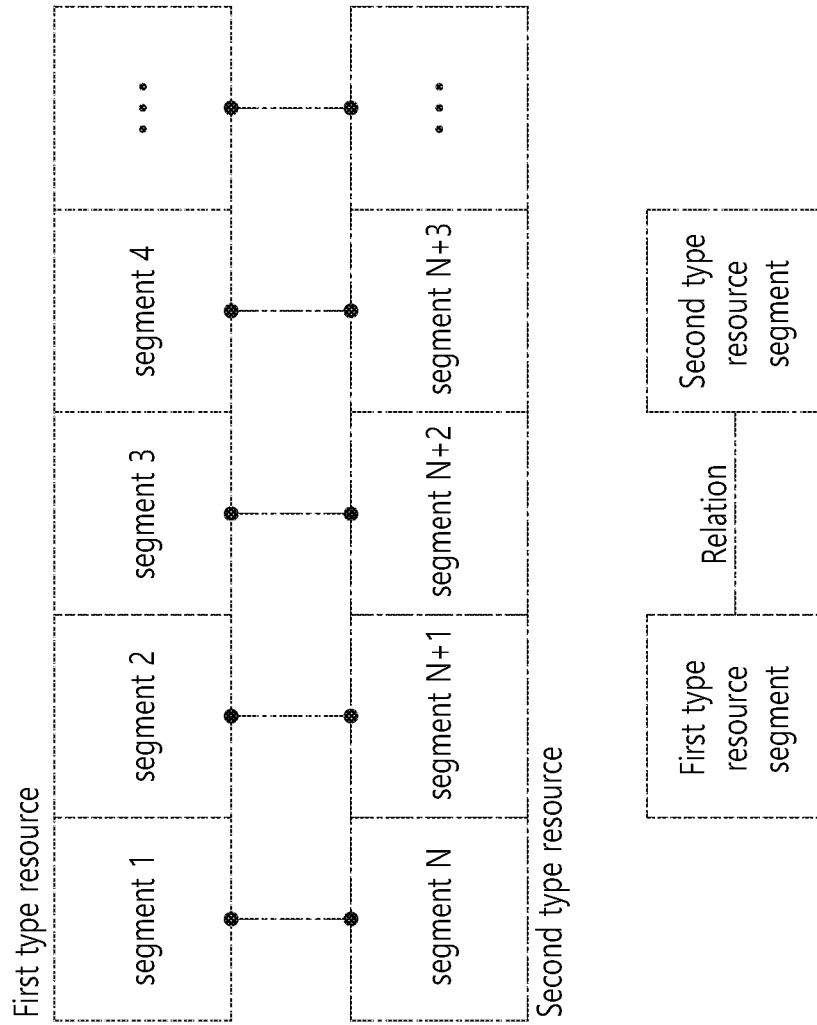 First type resource
segment 1
segment 2
segment 3
segment 4
...
segment N
segment N+1
segment N+2
segment N+3
...
Second type resource
First type
resource
segment
Relation
Second type
resource
segment